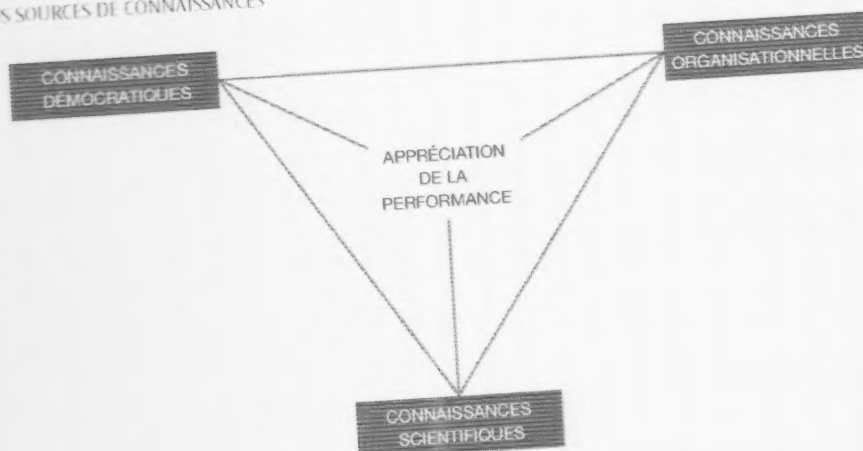 SOURCES DE CONNAISSANCES
CONNAISSANCES
DÉMOCRATIQUES
CONNAISSANCES
ORGANISATIONNELLES
APPRÉCIATION
DE LA
PERFORMANCE
CONNAISSANCES
SCIENTIFIQUES